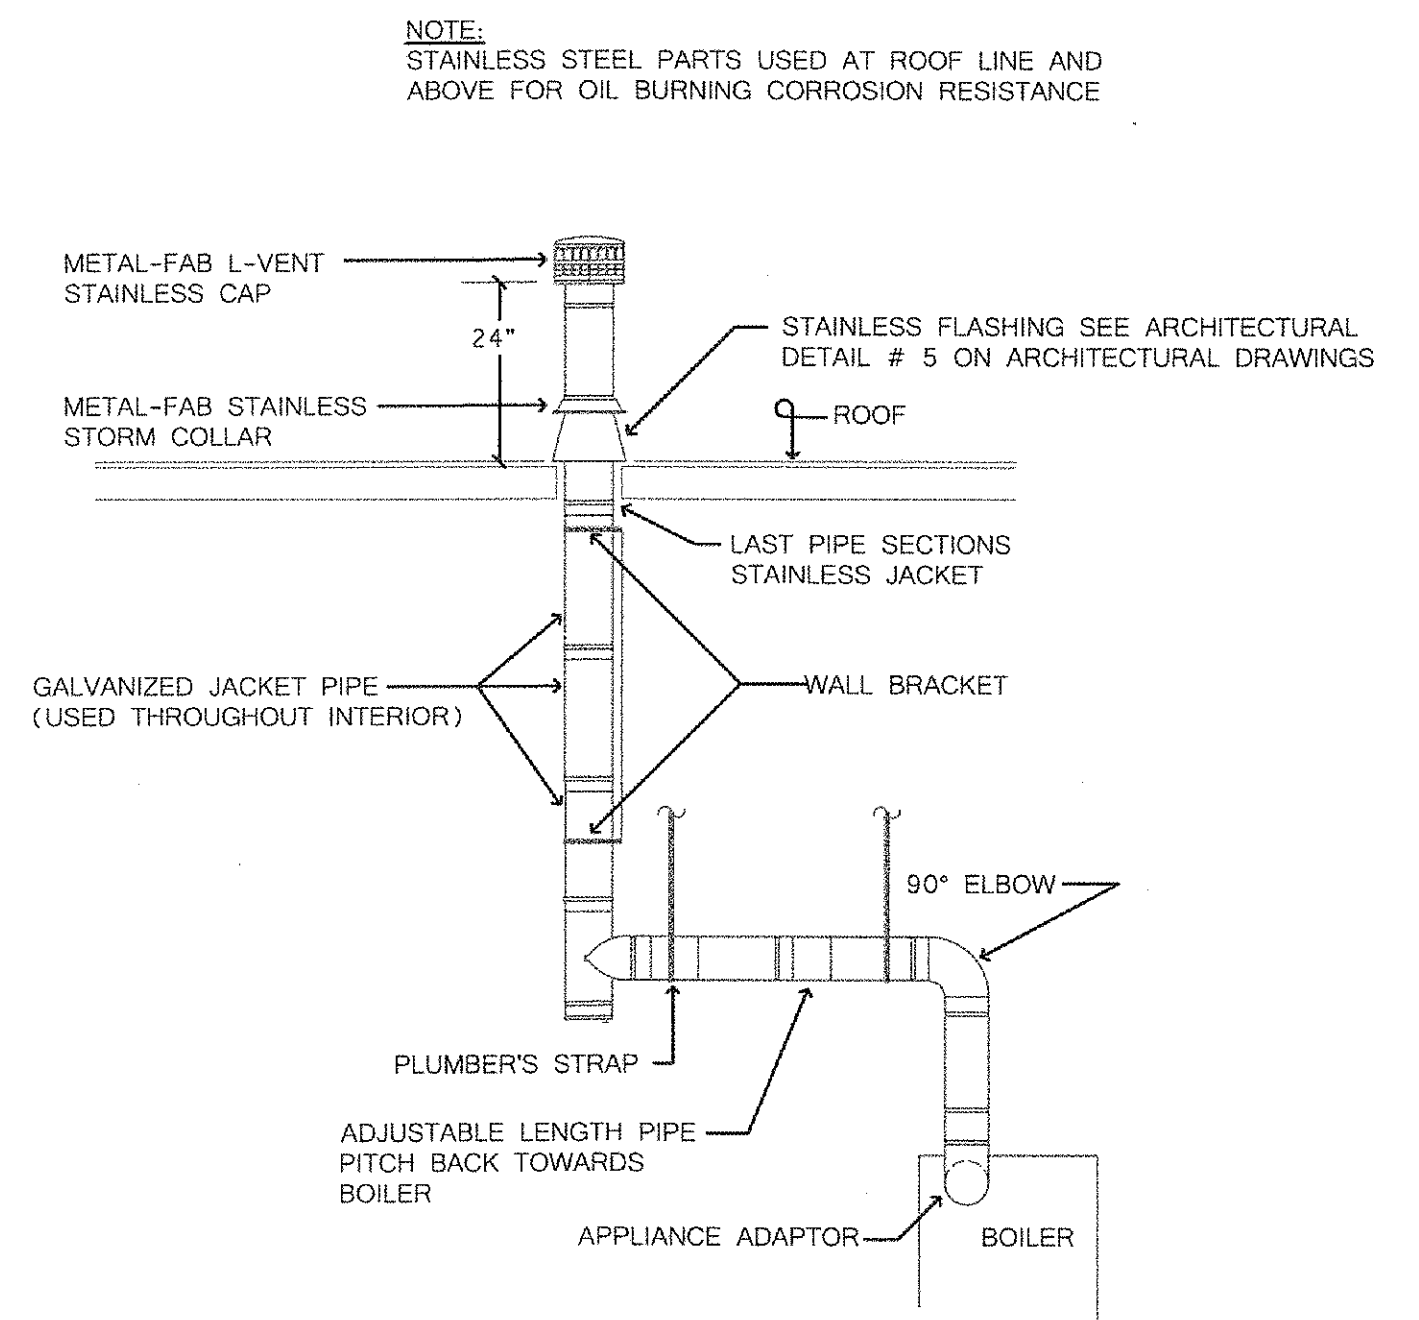 NOTE:
STAINLESS STEEL PARTS USED AT ROOF LINE AND
ABOVE FOR OIL BURNING CORROSION RESISTANCE
METAL-FAB L-VENT
STAINLESS CAP
24"
STAINLESS FLASHING SEE ARCHITECTURAL
DETAIL # 5 ON ARCHITECTURAL DRAWINGS
METAL-FAB STAINLESS
STORM COLLAR
ROOF
LAST PIPE SECTIONS
STAINLESS JACKET
GALVANIZED JACKET PIPE
(USED THROUGHOUT INTERIOR)
WALL BRACKET
90° ELBOW
PLUMBER'S STRAP
ADJUSTABLE LENGTH PIPE
PITCH BACK TOWARDS
BOILER
APPLIANCE ADAPTOR
BOILER